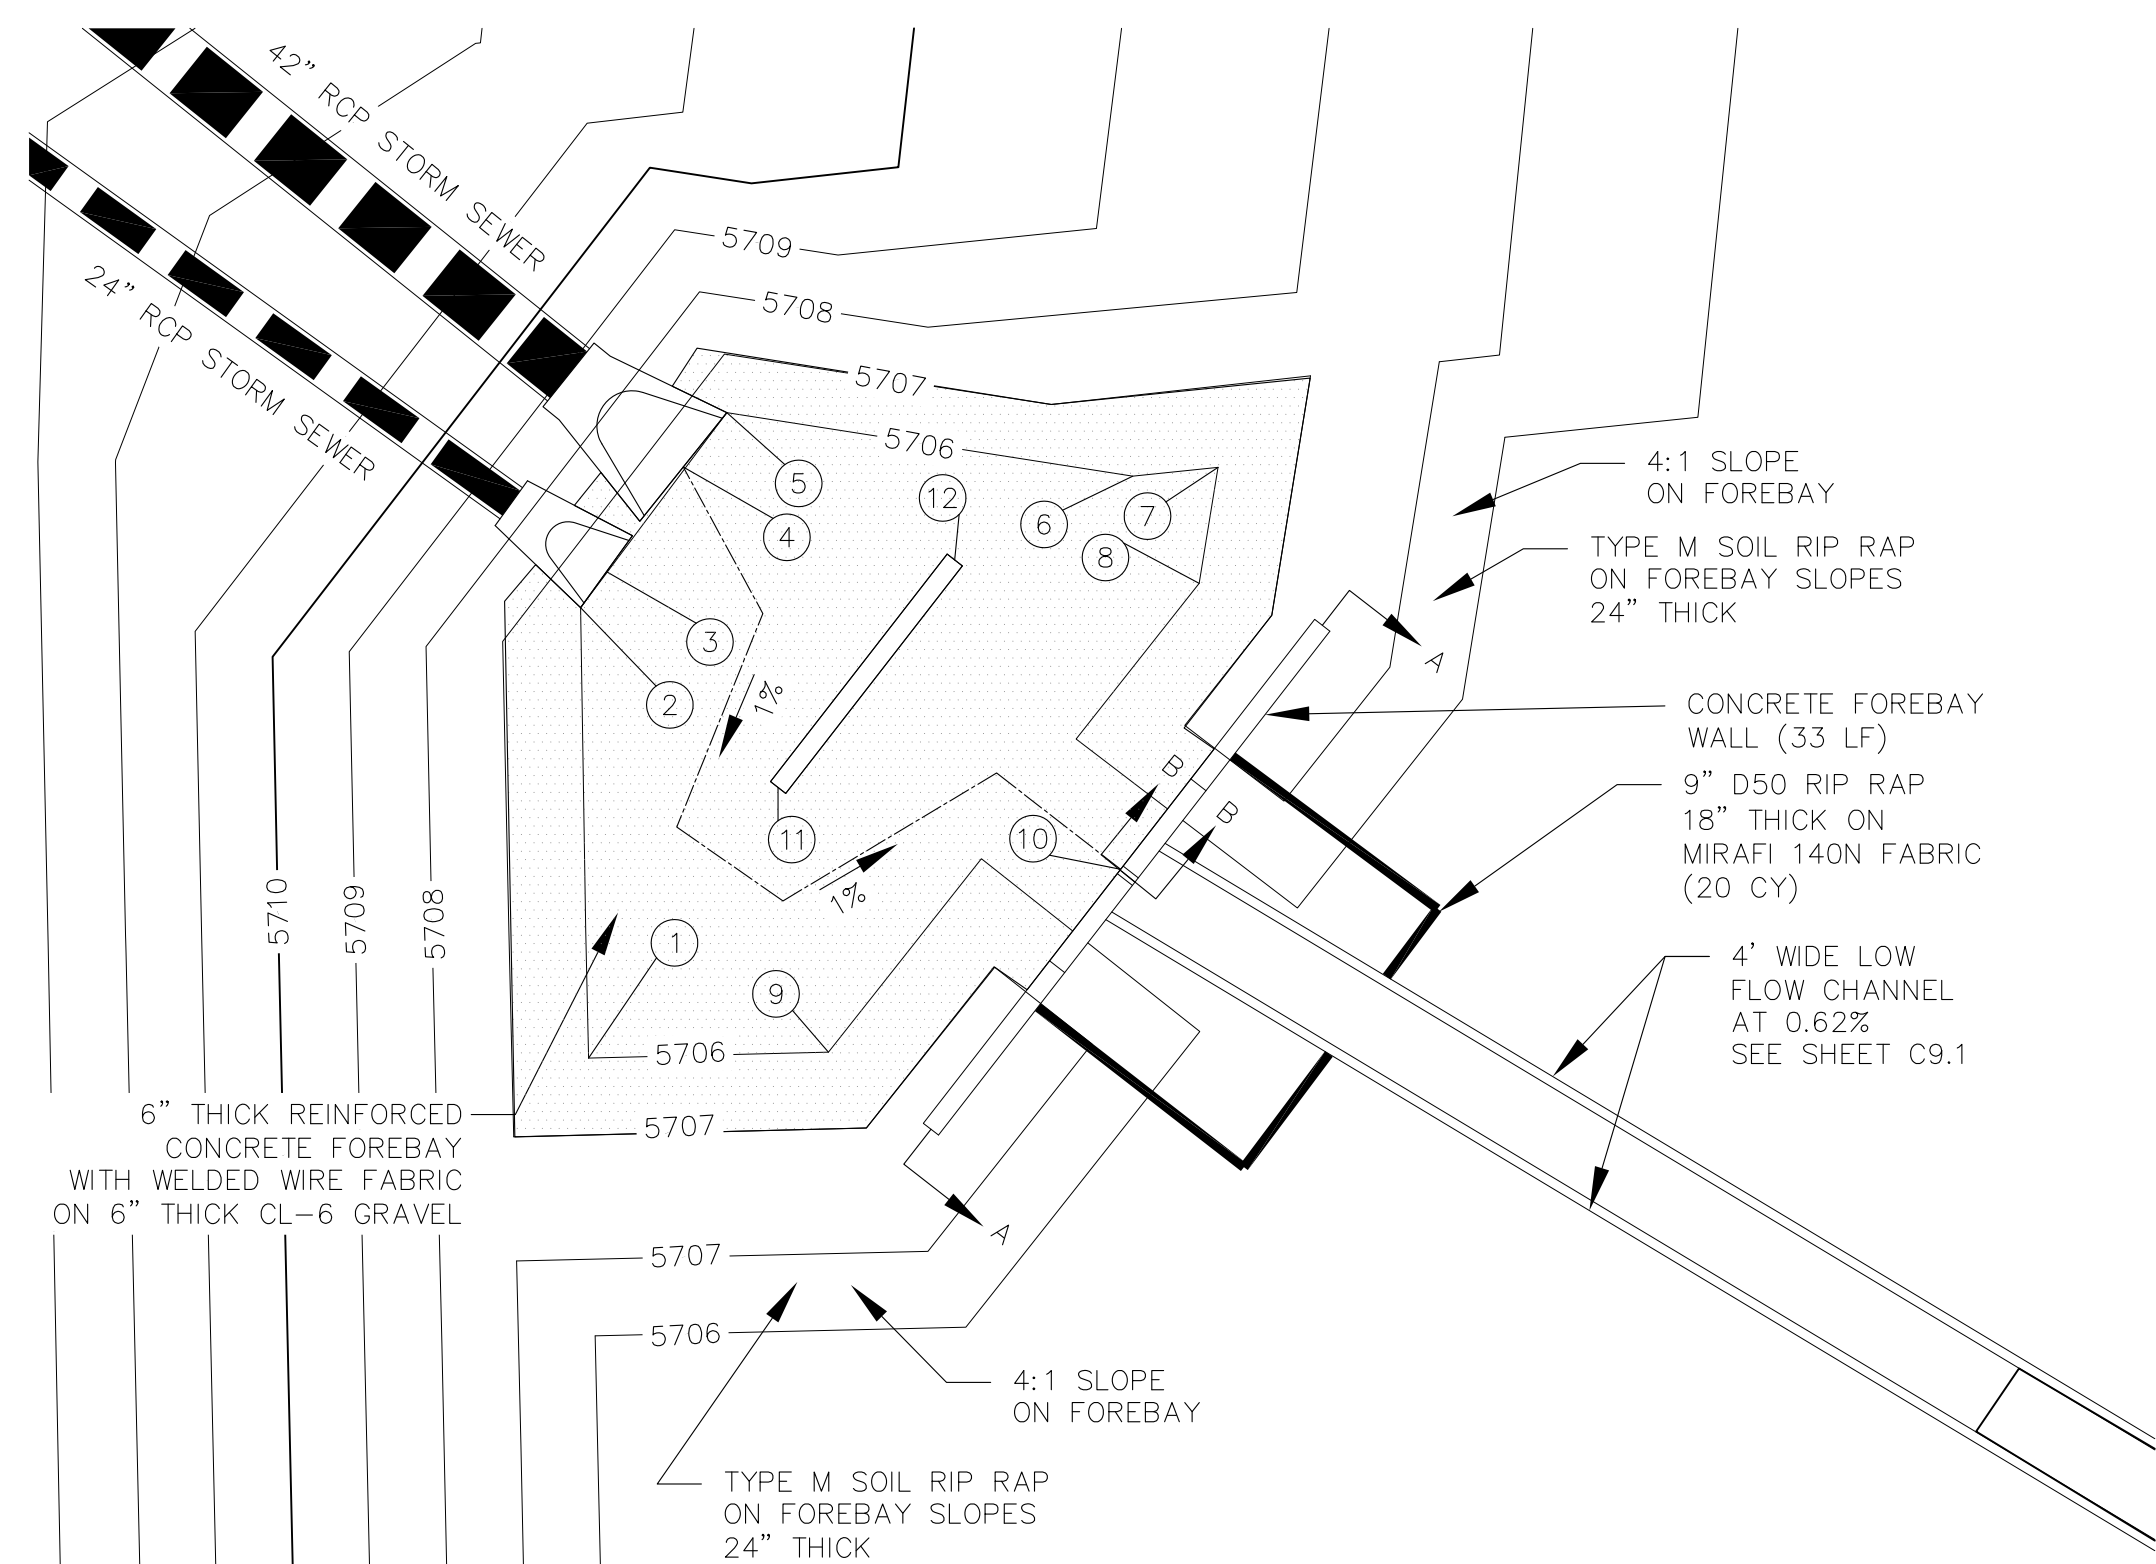 42” RCP STORM SEWER
24” RCP STORM SEWER
5709
5708
5707
5706
5
4
12
6
7
8
3
2
1%
11
10
1%
1
9
5706
5707
5710
5709
5708
B
B
A
A
4:1 SLOPE
ON FOREBAY
TYPE M SOIL RIP RAP
ON FOREBAY SLOPES
24” THICK
CONCRETE FOREBAY
WALL (33 LF)
9” D50 RIP RAP
18” THICK ON
MIRAFI 140N FABRIC
(20 CY)
4’ WIDE LOW
FLOW CHANNEL
AT 0.62%
SEE SHEET C9.1
6” THICK REINFORCED
CONCRETE FOREBAY
WITH WELDED WIRE FABRIC
ON 6” THICK CL-6 GRAVEL
5707
5706
4:1 SLOPE
ON FOREBAY
TYPE M SOIL RIP RAP
ON FOREBAY SLOPES
24” THICK